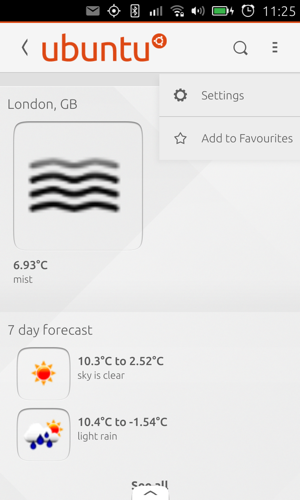 11:25
ubuntu
Settings
Add to Favourites
London, GB
6.93°C
mist
7 day forecast
10.3°C to 2.52°C
sky is clear
10.4°C to -1.54°C
light rain
See all